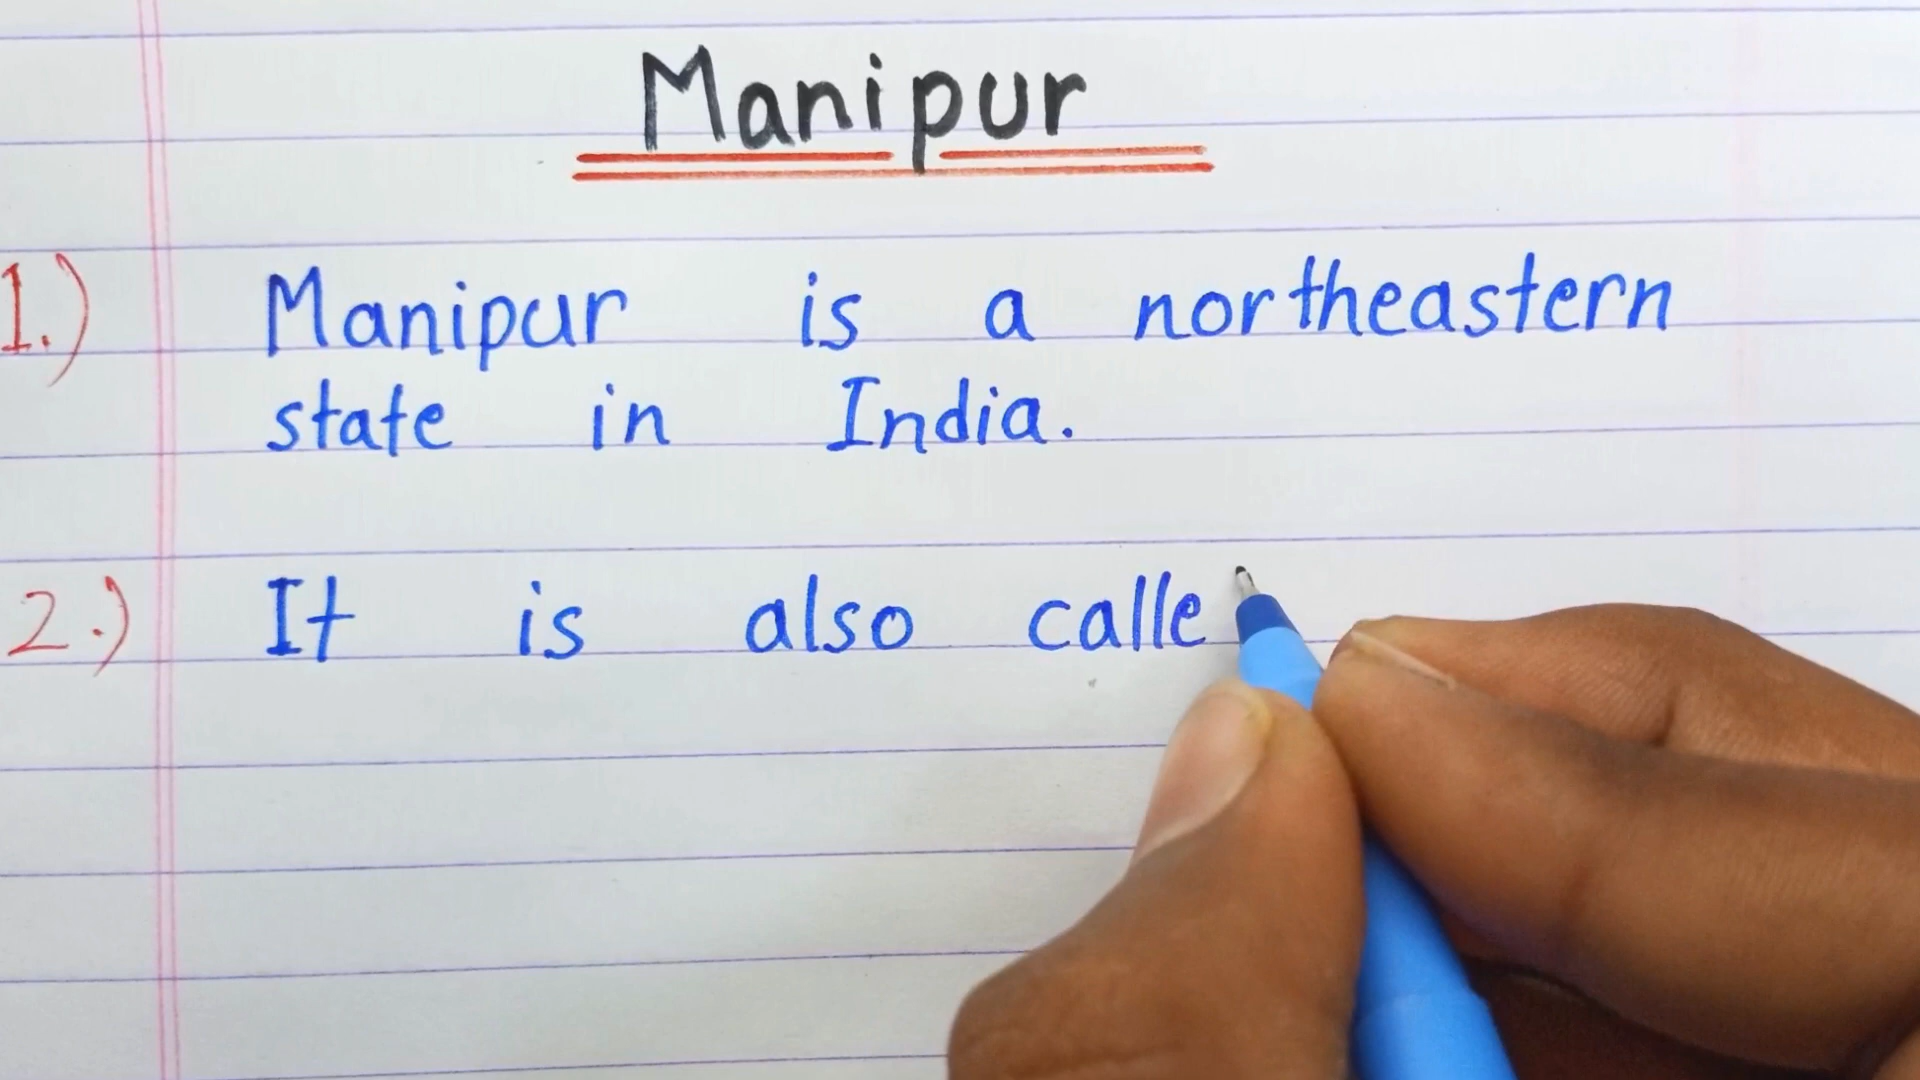 Manipur
1.) Manipur is a northeastern
state in India.
2.) It is also calle